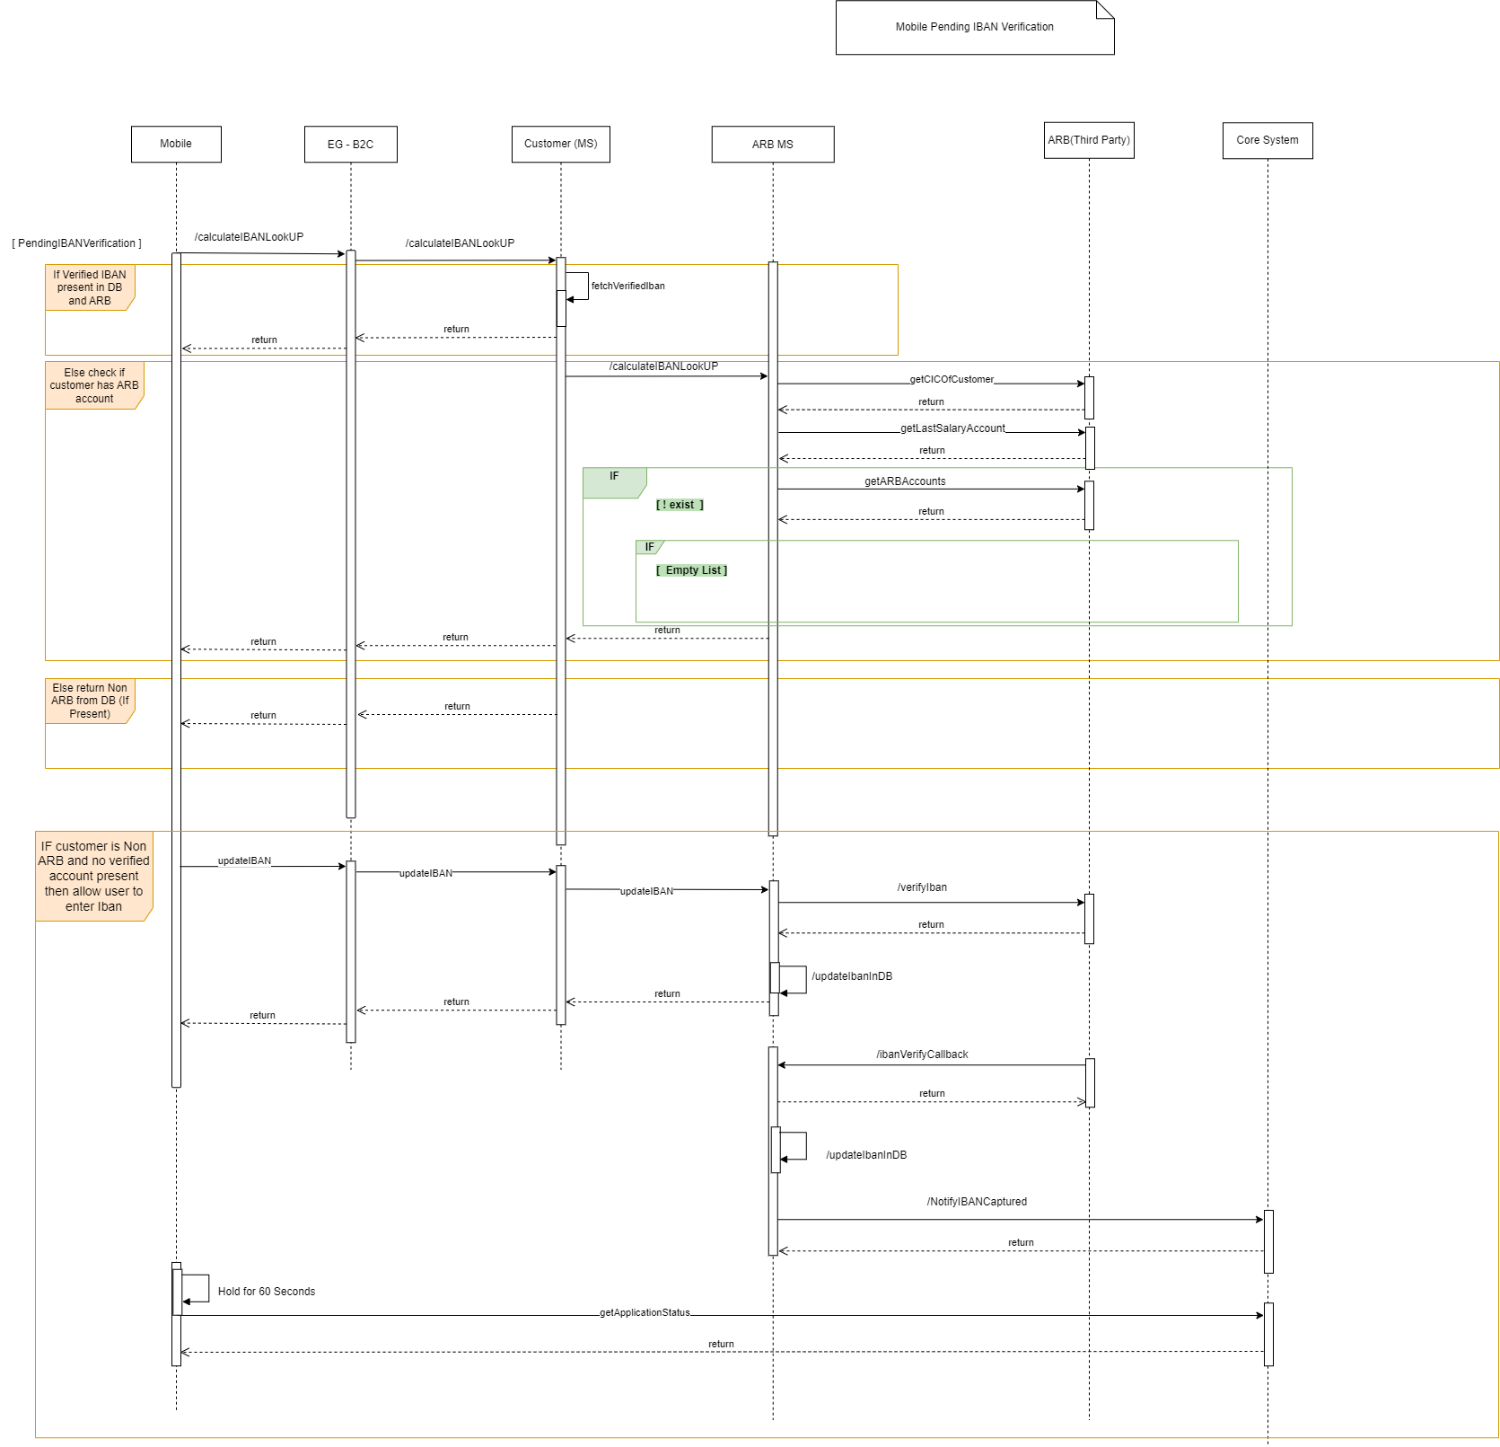 Mobile Pending IBAN Verification
Mobile
EG - B2C
Customer (MS)
ARB MS
ARB(Third Party)
Core System
[ PendingIBANVerification ]
/calculateIBANLookUP
/calculateIBANLookUP
If Verified IBAN
present in DB
and ARB
fetchVerifiedIban
return
return
Else check if
customer has ARB
account
/calculateIBANLookUP
getCICOfCustomer
return
getLastSalaryAccount
return
IF
[ ! exist ]
getARBAccounts
return
IF
[ Empty List ]
return
return
return
Else return Non
ARB from DB (If
Present)
return
return
IF customer is Non
ARB and no verified
account present
then allow user to
enter Iban
updateIBAN
updateIBAN
updateIBAN
/verifyIban
return
/updateIbanInDB
return
return
return
/ibanVerifyCallback
return
/updateIbanInDB
/NotifyIBANCaptured
return
Hold for 60 Seconds
getApplicationStatus
return